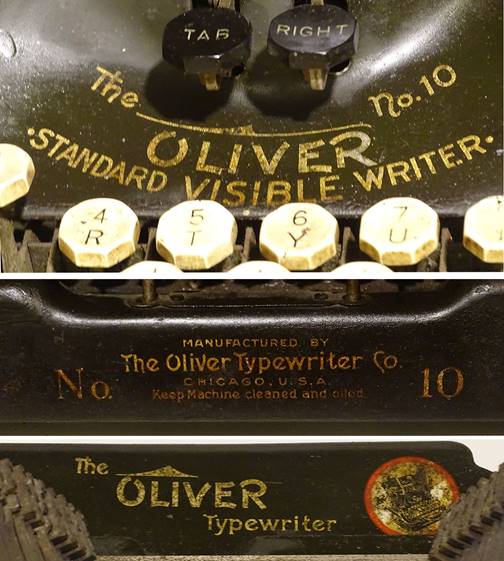 TAB RIGHT
The No.10
OLIVER
·STANDARD VISIBLE WRITER·
4 5 6 7
R T Y U
MANUFACTURED BY
The Oliver Typewriter Co.
CHICAGO, U.S.A.
No. 10
Keep Machine cleaned and oiled
The
OLIVER
Typewriter